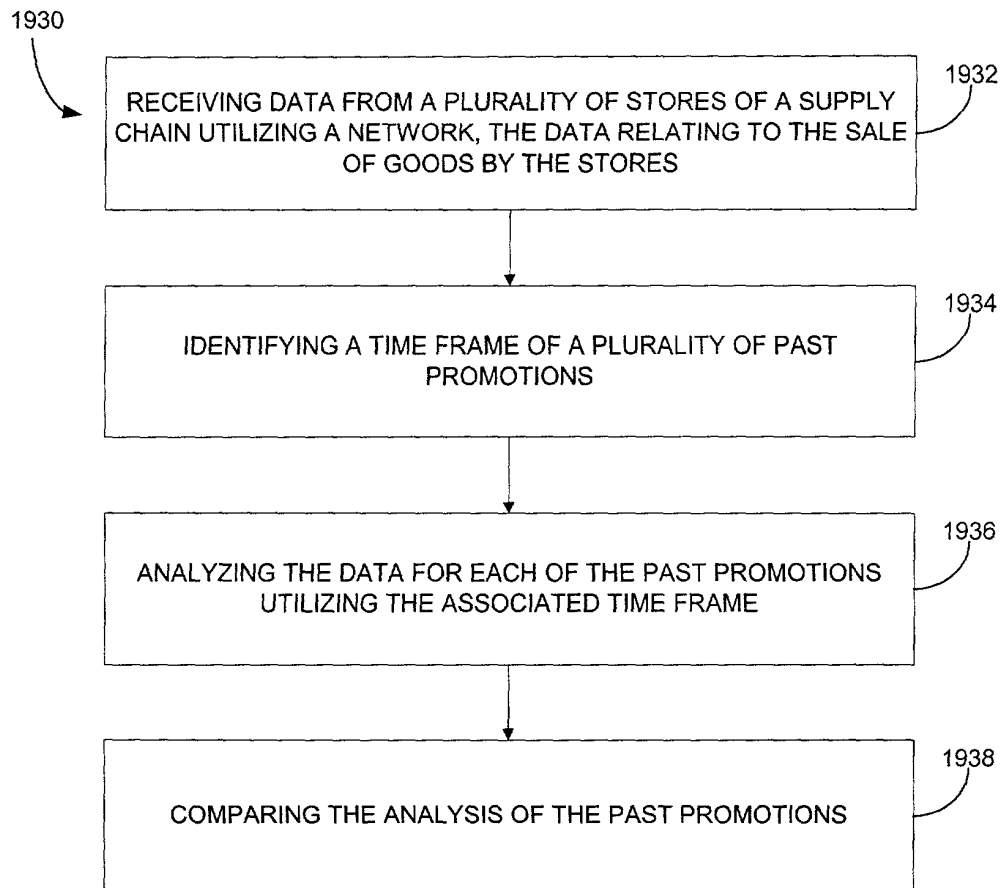 1930
1932
RECEIVING DATA FROM A PLURALITY OF STORES OF A SUPPLY
CHAIN UTILIZING A NETWORK, THE DATA RELATING TO THE SALE
OF GOODS BY THE STORES
1934
IDENTIFYING A TIME FRAME OF A PLURALITY OF PAST
PROMOTIONS
1936
ANALYZING THE DATA FOR EACH OF THE PAST PROMOTIONS
UTILIZING THE ASSOCIATED TIME FRAME
1938
COMPARING THE ANALYSIS OF THE PAST PROMOTIONS